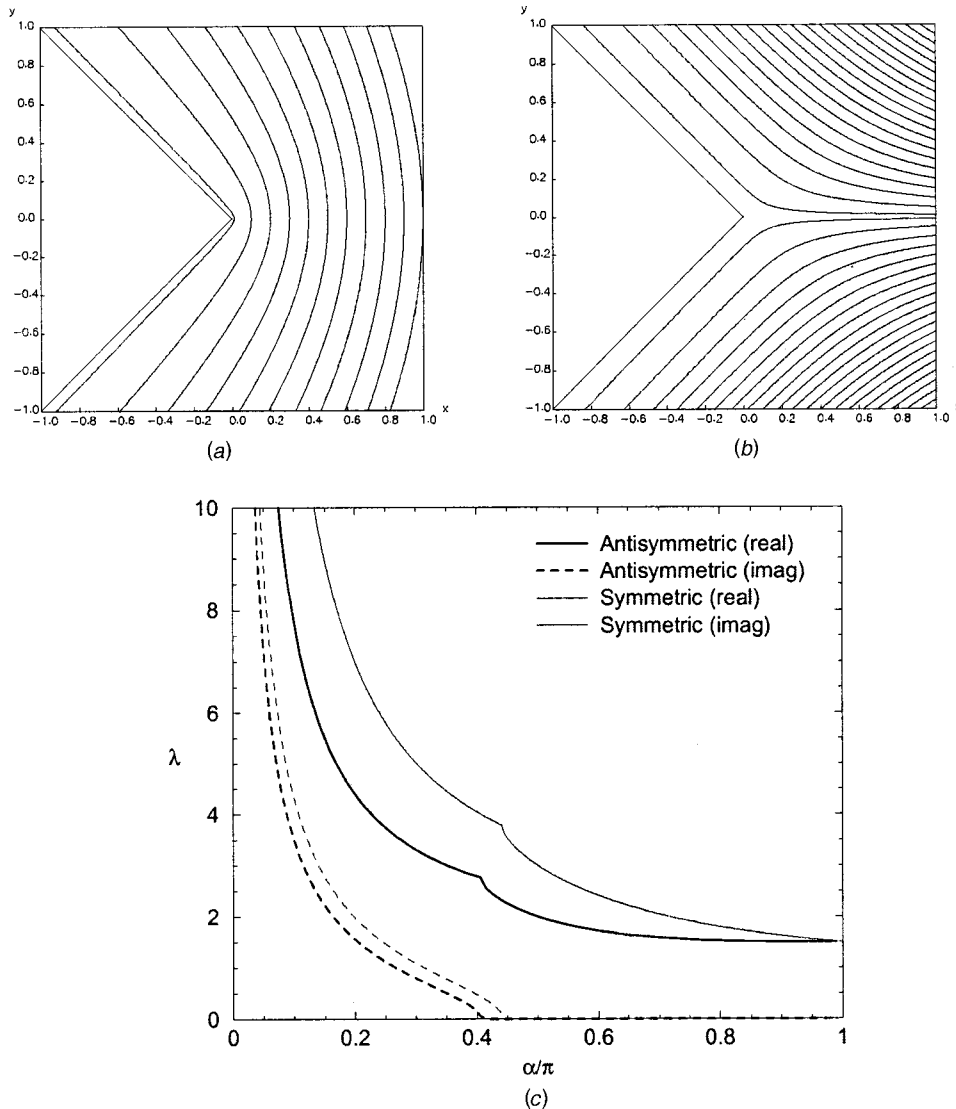 y
1.0
0.8
0.6
0.4
0.2
0.0
-0.2
-0.4
-0.6
-0.8
-1.0
-1.0 -0.8 -0.6 -0.4 -0.2 0.0 0.2 0.4 0.6 0.8 1.0
x
(a)
y
1.0
0.8
0.6
0.4
0.2
0.0
-0.2
-0.4
-0.6
-0.8
-1.0
-1.0 -0.8 -0.6 -0.4 -0.2 0.0 0.2 0.4 0.6 0.8 1.0
(b)
10
8
6
λ
4
2
0
Antisymmetric (real)
Antisymmetric (imag)
Symmetric (real)
Symmetric (imag)
0 0.2 0.4 0.6 0.8 1
α/π
(c)